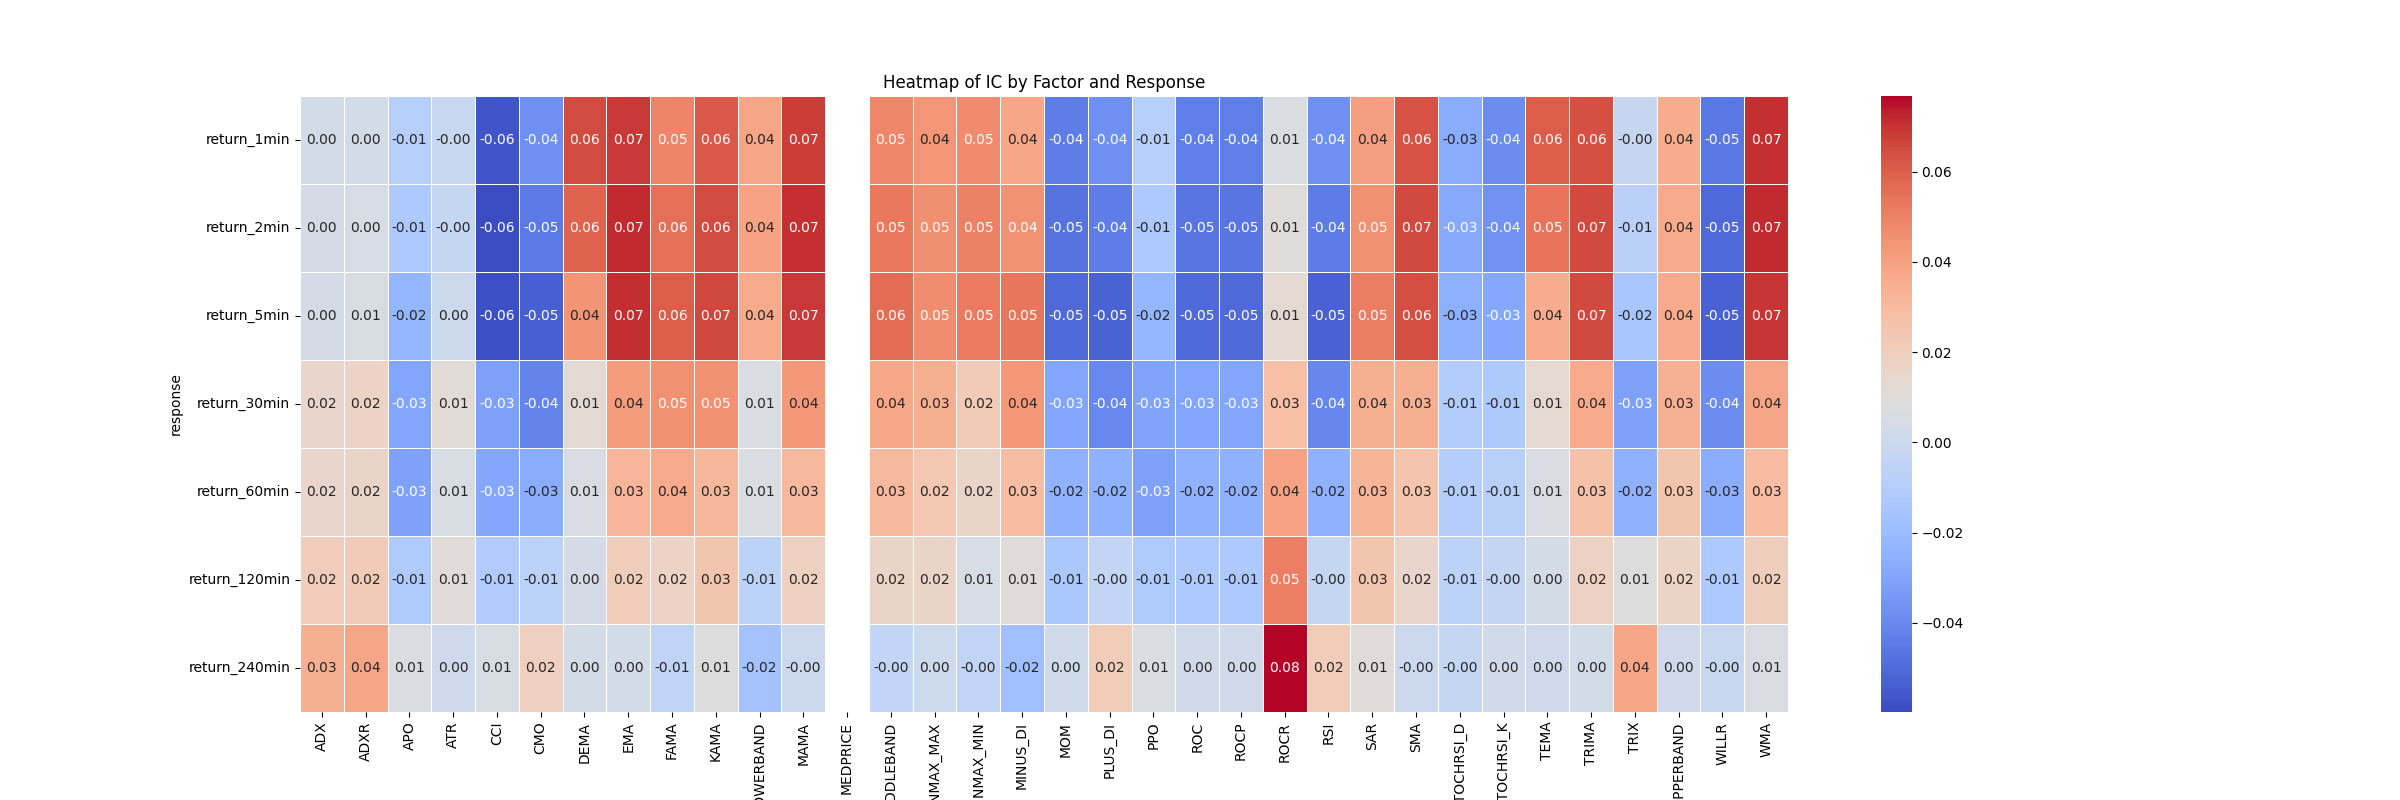 Heatmap of IC by Factor and Response
return_1min 0.00 0.00 -0.01 -0.00 -0.06 -0.04 0.06 0.07 0.05 0.06 0.04 0.07 0.05 0.04 0.05 0.04 -0.04 -0.04 -0.01 -0.04 -0.04 0.01 -0.04 0.04 0.06 -0.03 -0.04 0.06 0.06 -0.00 0.04 -0.05 0.07
return_2min 0.00 0.00 -0.01 -0.00 -0.06 -0.05 0.06 0.07 0.06 0.06 0.04 0.07 0.05 0.05 0.05 0.04 -0.05 -0.04 -0.01 -0.05 -0.05 0.01 -0.04 0.05 0.07 -0.03 -0.04 0.05 0.07 -0.01 0.04 -0.05 0.07
return_5min 0.00 0.01 -0.02 0.00 -0.06 -0.05 0.04 0.07 0.06 0.07 0.04 0.07 0.06 0.05 0.05 0.05 -0.05 -0.05 -0.02 -0.05 -0.05 0.01 -0.05 0.05 0.06 -0.03 -0.03 0.04 0.07 -0.02 0.04 -0.05 0.07
return_30min 0.02 0.02 -0.03 0.01 -0.03 -0.04 0.01 0.04 0.05 0.05 0.01 0.04 0.04 0.03 0.02 0.04 -0.03 -0.04 -0.03 -0.03 -0.03 0.03 -0.04 0.04 0.03 -0.01 -0.01 0.01 0.04 -0.03 0.03 -0.04 0.04
return_60min 0.02 0.02 -0.03 0.01 -0.03 -0.03 0.01 0.03 0.04 0.03 0.01 0.03 0.03 0.02 0.02 0.03 -0.02 -0.02 -0.03 -0.02 -0.02 0.04 -0.02 0.03 0.03 -0.01 -0.01 0.01 0.03 -0.02 0.03 -0.03 0.03
return_120min 0.02 0.02 -0.01 0.01 -0.01 -0.01 0.00 0.02 0.02 0.03 -0.01 0.02 0.02 0.02 0.01 0.01 -0.01 -0.00 -0.01 -0.01 -0.01 0.05 -0.00 0.03 0.02 -0.01 -0.00 0.00 0.02 0.01 0.02 -0.01 0.02
return_240min 0.03 0.04 0.01 0.00 0.01 0.02 0.00 0.00 -0.01 0.01 -0.02 -0.00 -0.00 0.00 -0.00 -0.02 0.00 0.02 0.01 0.00 0.00 0.08 0.02 0.01 -0.00 -0.00 0.00 0.00 0.00 0.04 0.00 -0.00 0.01
response
ADX
ADXR
APO
ATR
CCI
CMO
DEMA
EMA
FAMA
KAMA
OWERBAND
MAMA
MEDPRICE
DDLEBAND
NMAX_MAX
NMAX_MIN
MINUS_DI
MOM
PLUS_DI
PPO
ROC
ROCP
ROCR
RSI
SAR
SMA
TOCHRSI_D
TOCHRSI_K
TEMA
TRIMA
TRIX
PPERBAND
WILLR
WMA
0.06
0.04
0.02
0.00
−0.02
−0.04